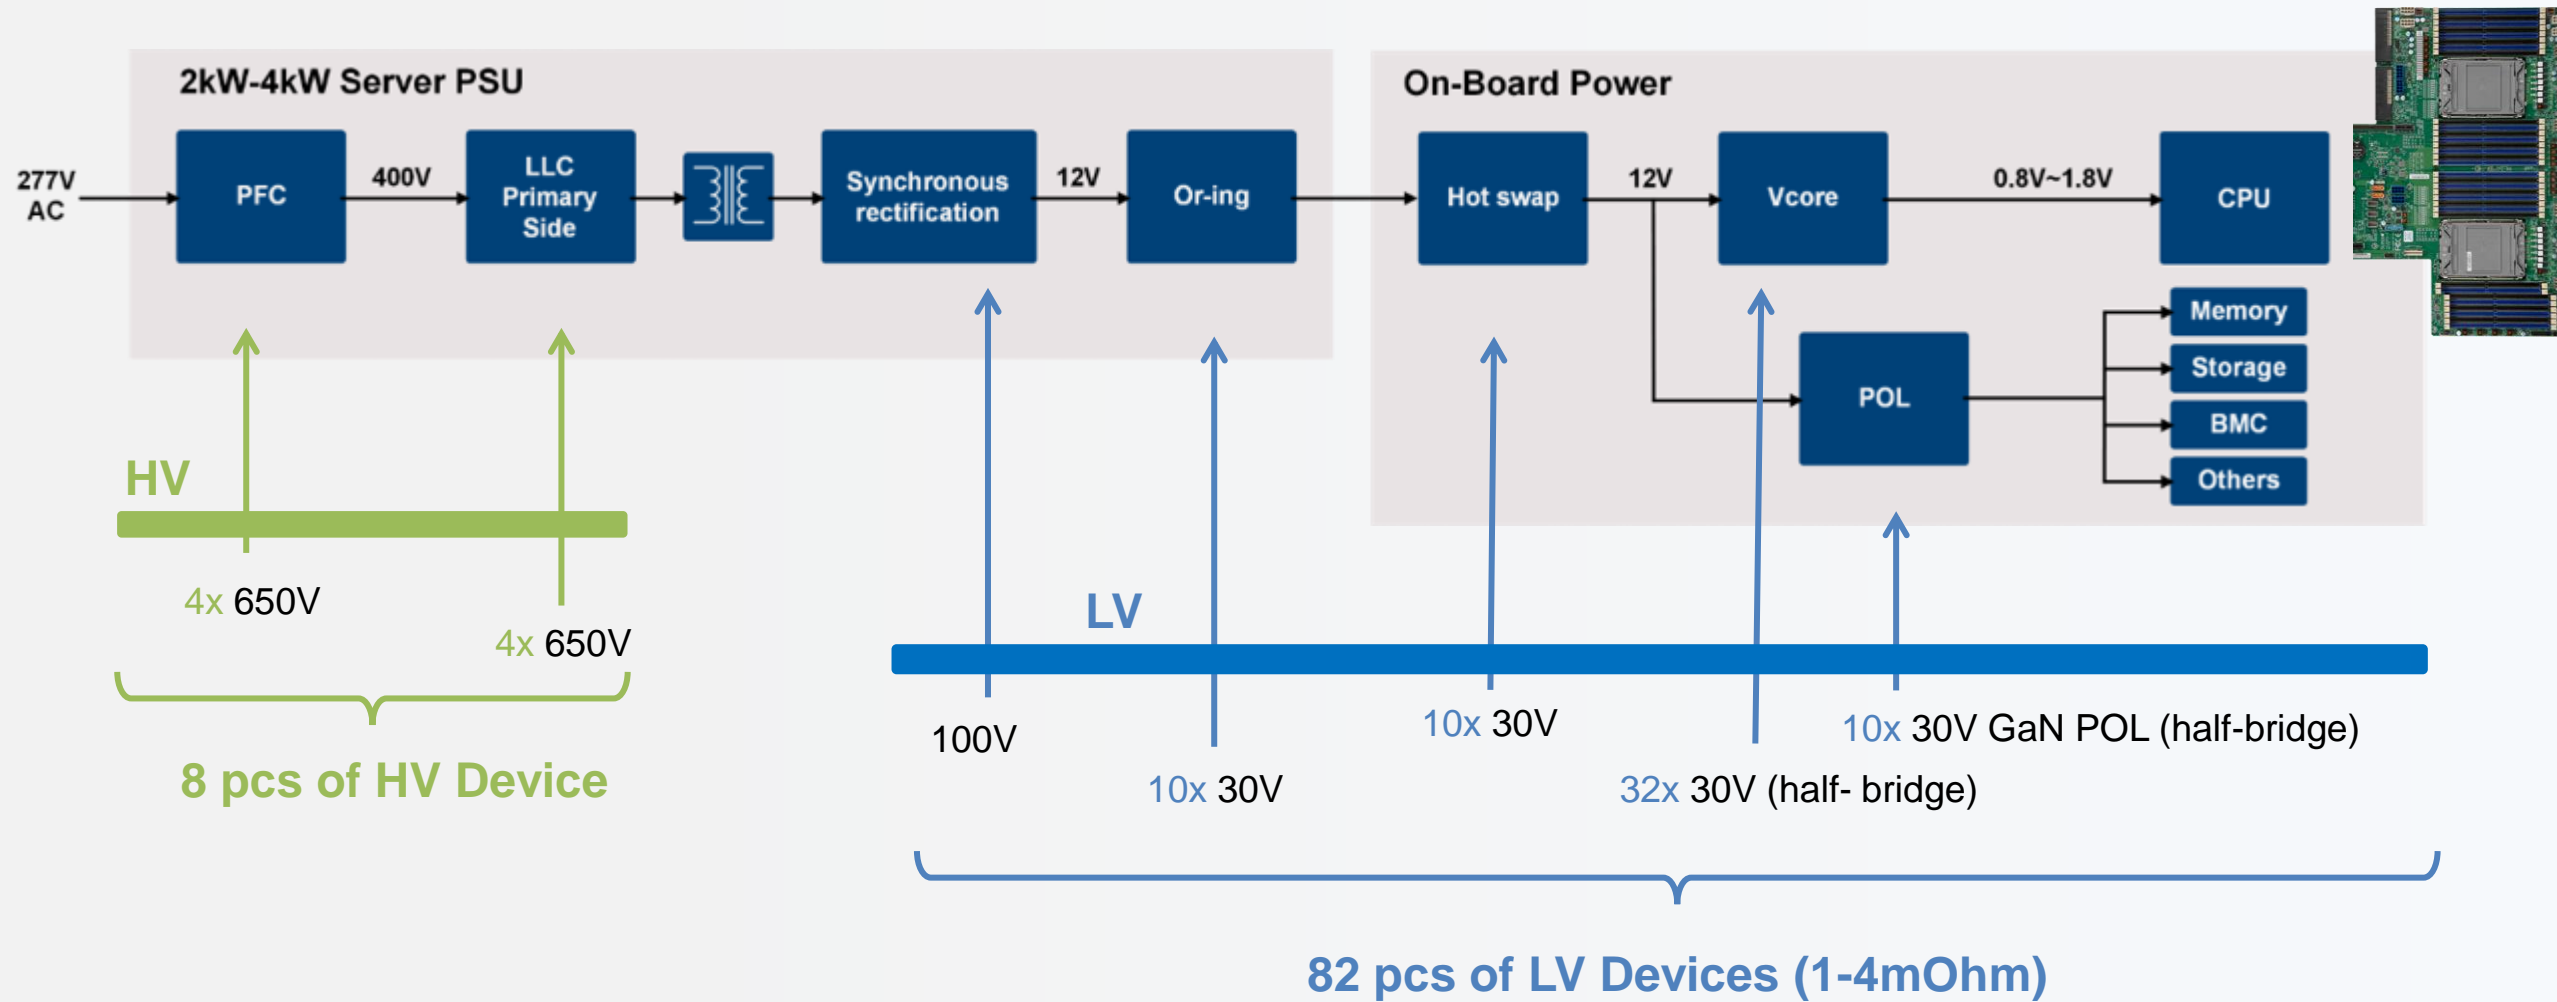 2kW-4kW Server PSU
On-Board Power
277V
AC
PFC
400V
LLC
Primary
Side
Synchronous
rectification
12V
Or-ing
Hot swap
12V
Vcore
0.8V~1.8V
CPU
POL
Memory
Storage
BMC
Others
HV
4x 650V
4x 650V
8 pcs of HV Device
LV
100V
10x 30V
10x 30V
32x 30V (half- bridge)
10x 30V GaN POL (half-bridge)
82 pcs of LV Devices (1-4mOhm)